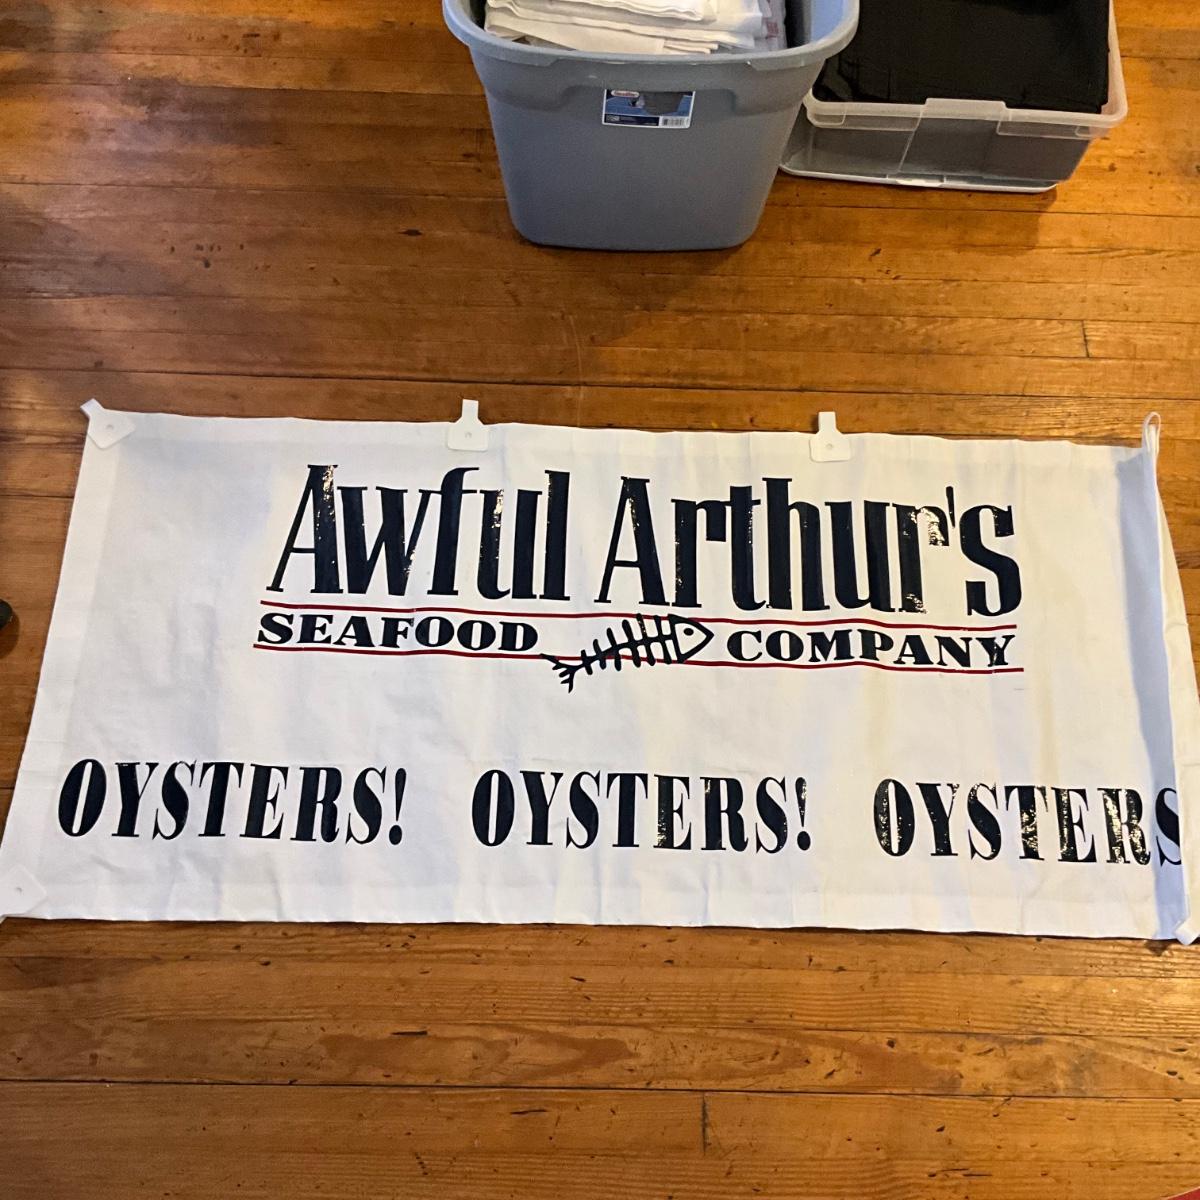 Awful Arthur's
SEAFOOD COMPANY
OYSTERS! OYSTERS! OYSTERS